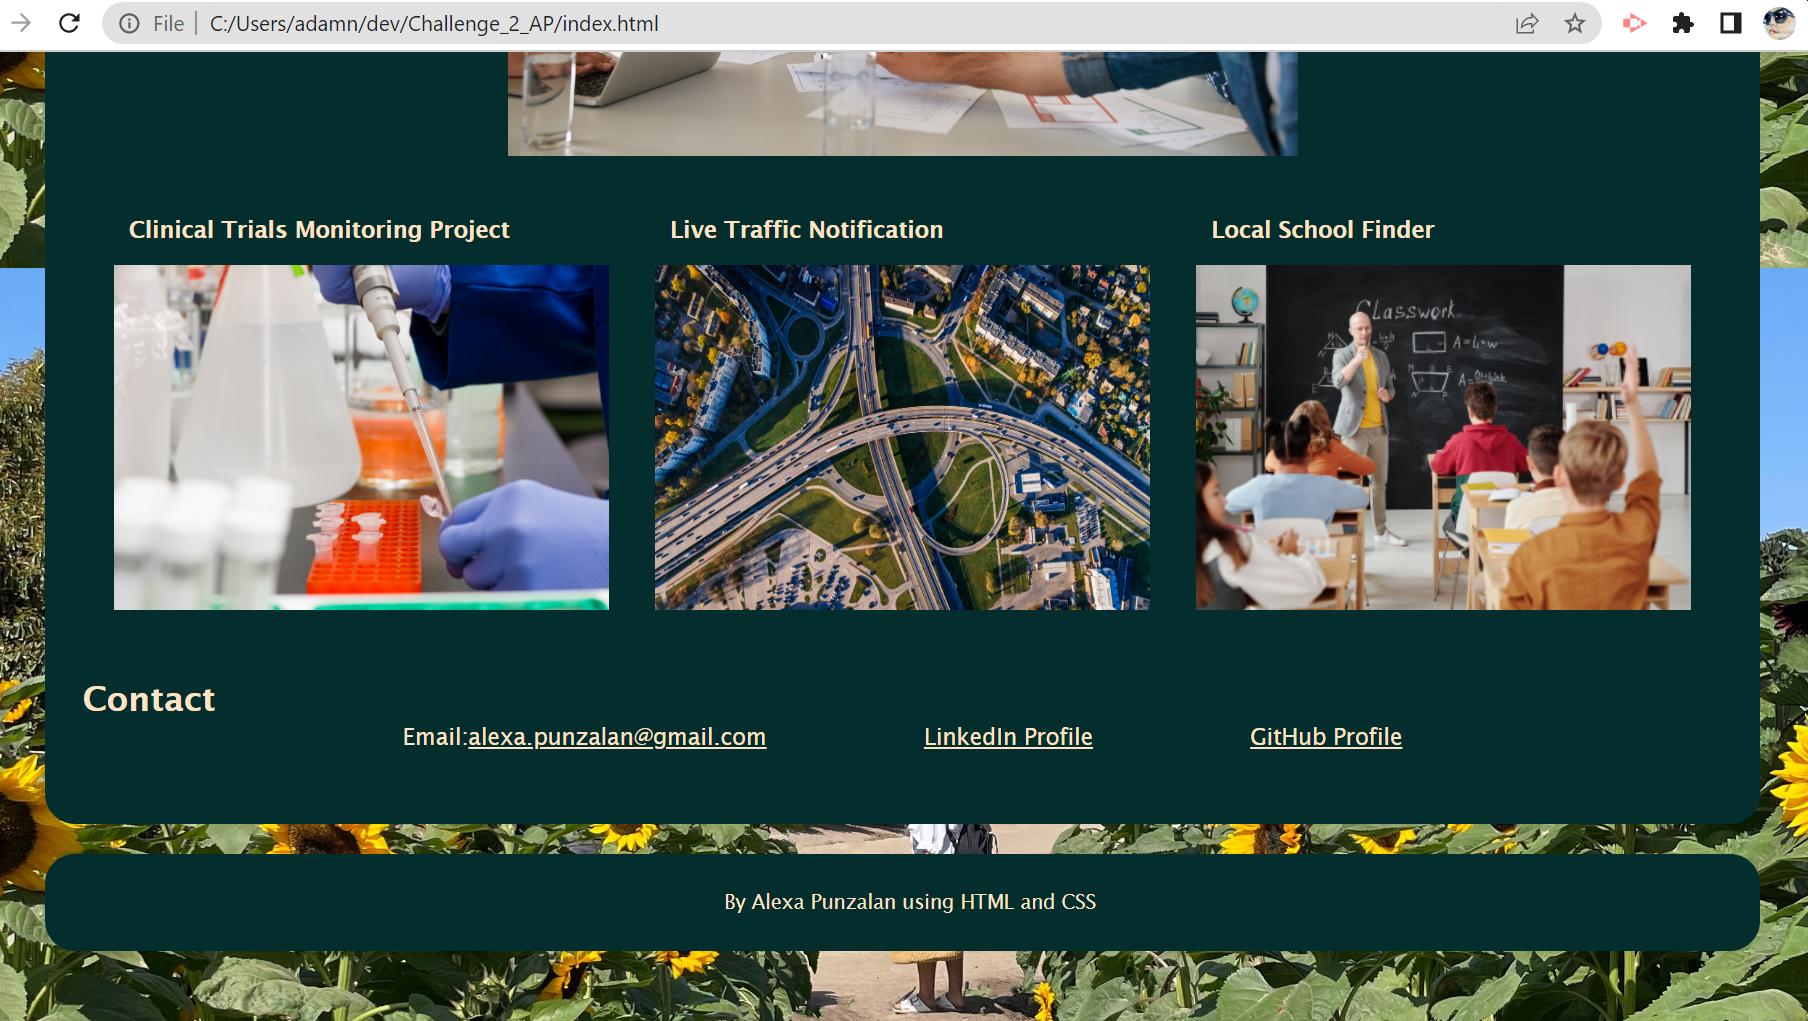 File C:/Users/adamn/dev/Challenge_2_AP/index.html
Clinical Trials Monitoring Project
Live Traffic Notification
Local School Finder
Classwork
Contact
Email:alexa.punzalan@gmail.com
LinkedIn Profile
GitHub Profile
By Alexa Punzalan using HTML and CSS